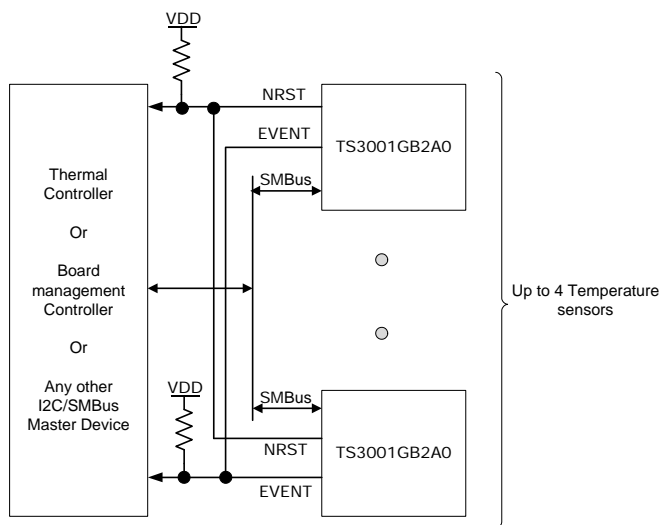 VDD
NRST
EVENT
TS3001GB2A0
SMBus
Thermal
Controller
Or
Board
management
Controller
Or
Any other
I2C/SMBus
Master Device
Up to 4 Temperature
sensors
VDD
SMBus
TS3001GB2A0
NRST
EVENT